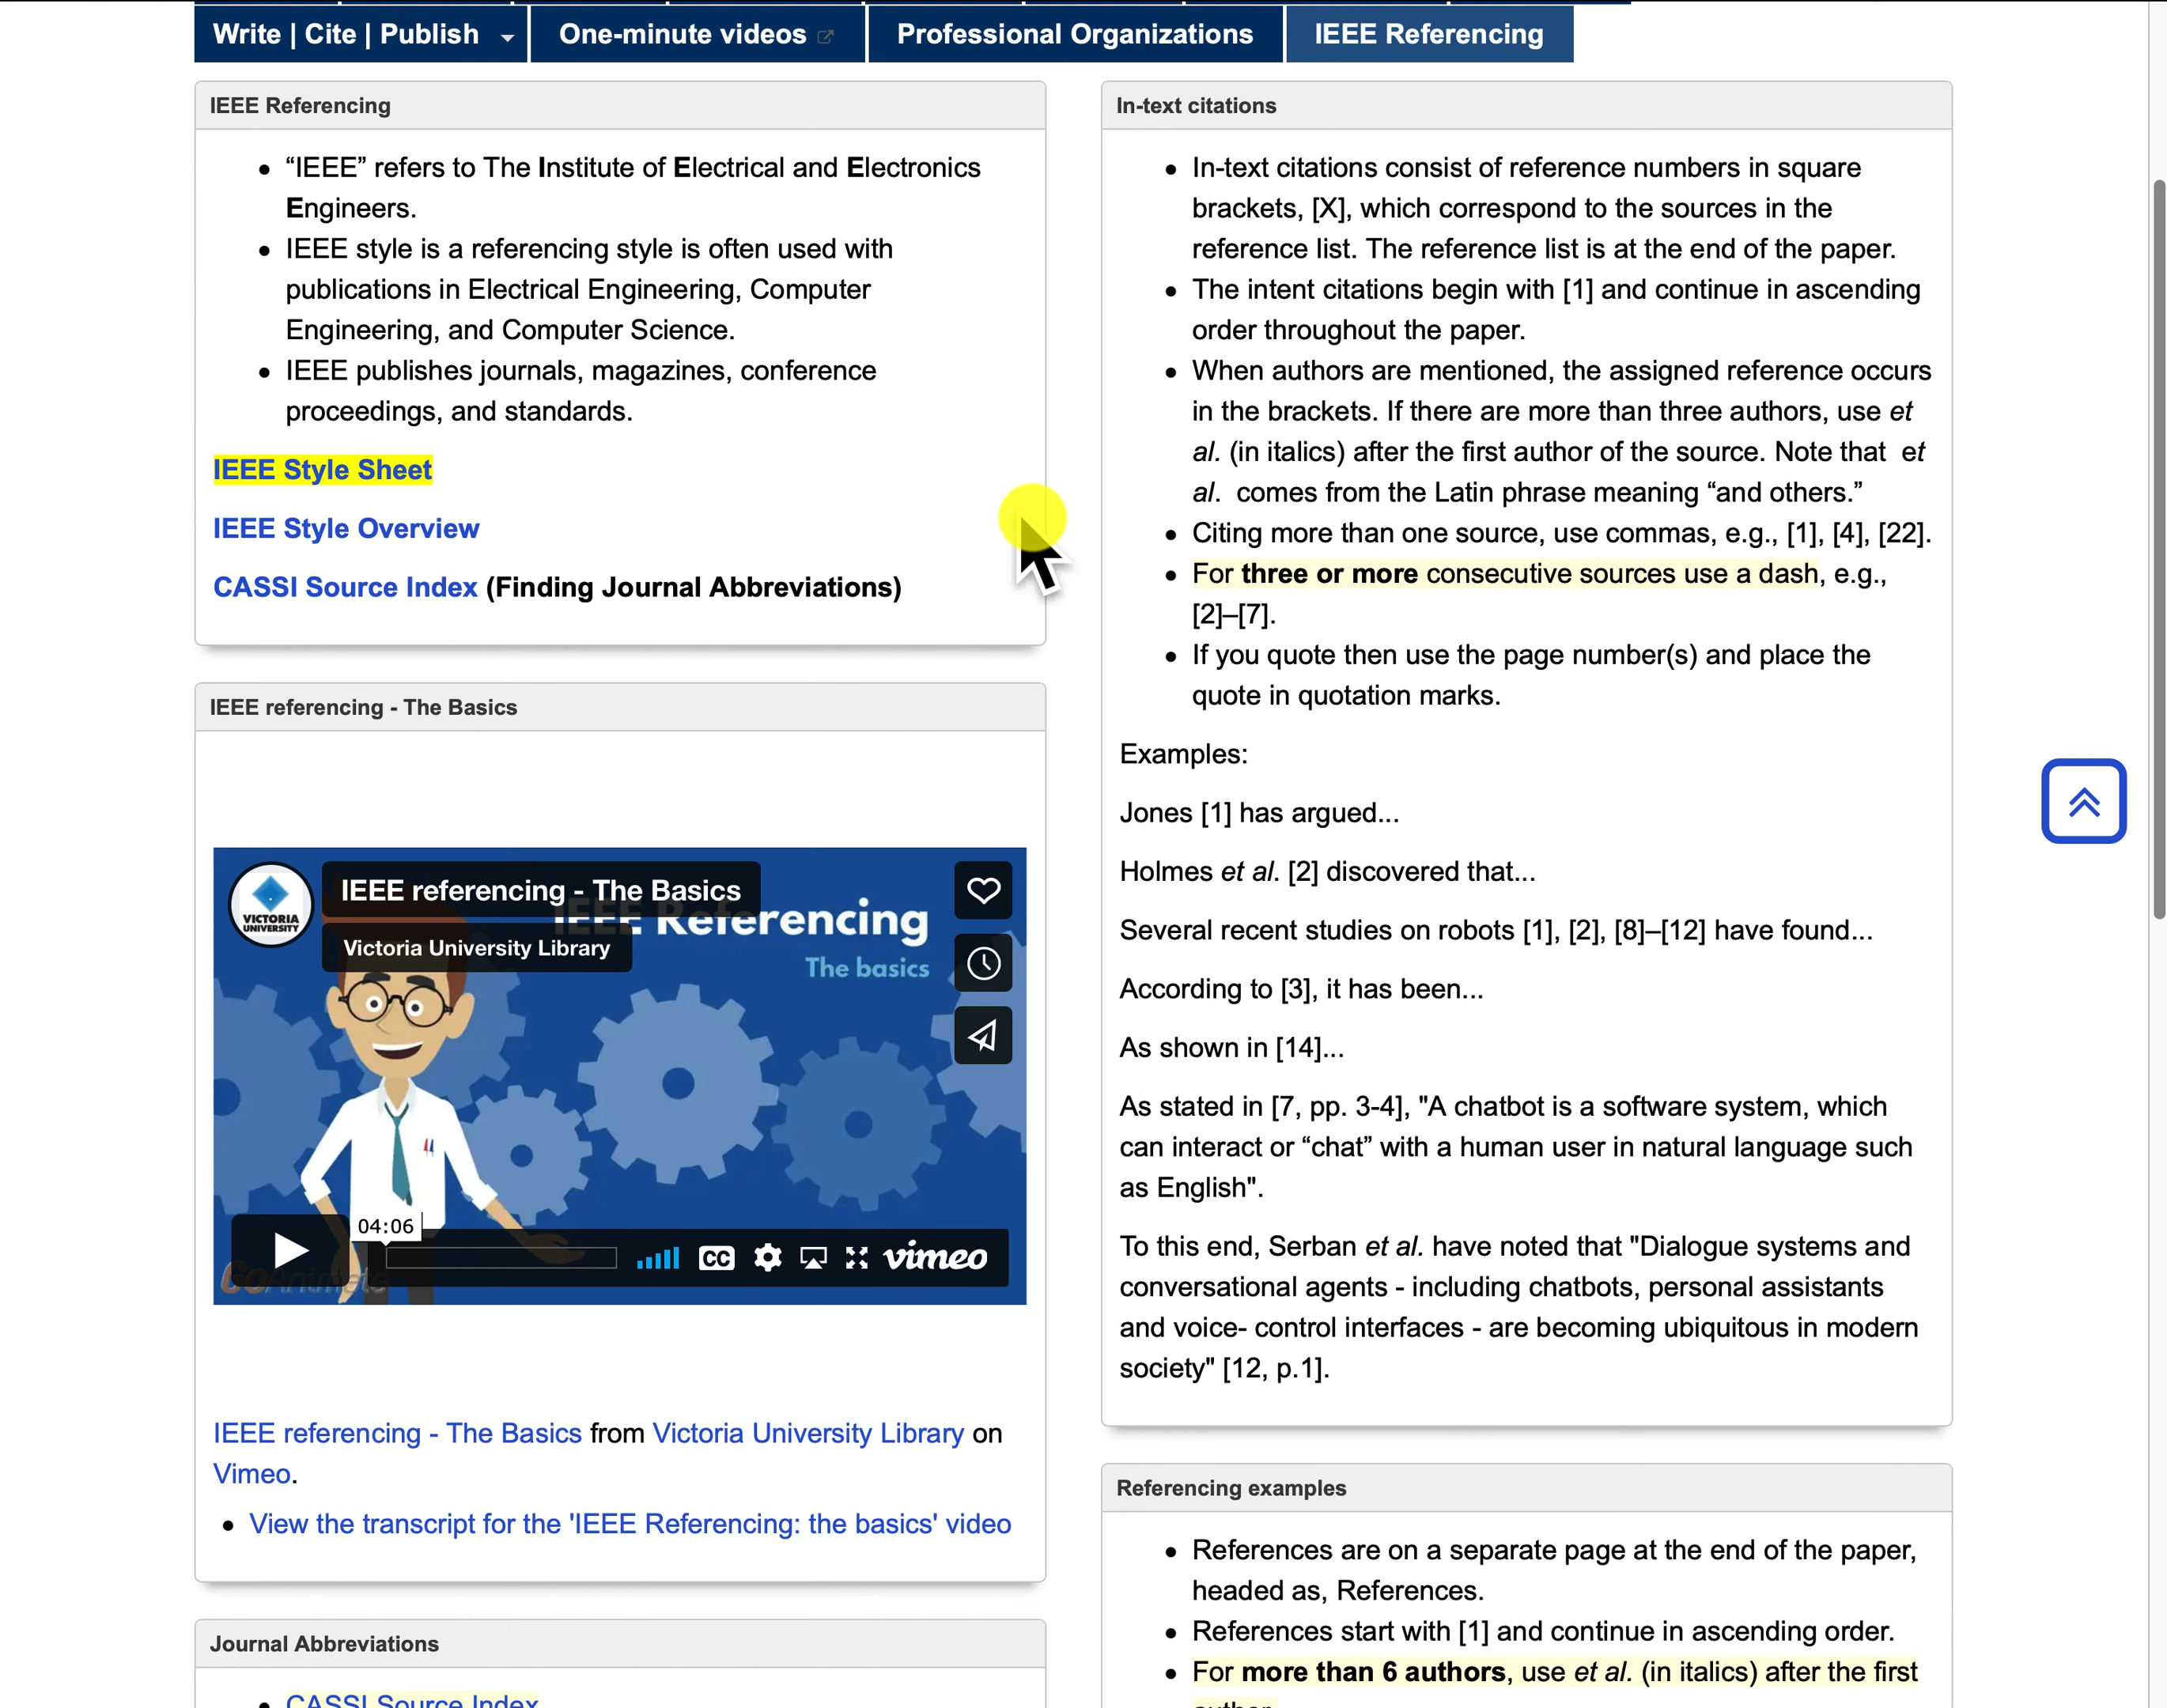 Write | Cite | Publish
One-minute videos
Professional Organizations
IEEE Referencing
IEEE Referencing
• “IEEE” refers to The Institute of Electrical and Electronics
Engineers.
• IEEE style is a referencing style is often used with
publications in Electrical Engineering, Computer
Engineering, and Computer Science.
• IEEE publishes journals, magazines, conference
proceedings, and standards.
IEEE Style Sheet
IEEE Style Overview
CASSI Source Index (Finding Journal Abbreviations)
IEEE referencing - The Basics
VICTORIA
UNIVERSITY
IEEE referencing - The Basics
Victoria University Library
IEEE Referencing
The basics
04:06
CC
vimeo
GoAnimate
IEEE referencing - The Basics from Victoria University Library on
Vimeo.
• View the transcript for the 'IEEE Referencing: the basics' video
Journal Abbreviations
• CASSI Source Index
In-text citations
• In-text citations consist of reference numbers in square
brackets, [X], which correspond to the sources in the
reference list. The reference list is at the end of the paper.
• The intent citations begin with [1] and continue in ascending
order throughout the paper.
• When authors are mentioned, the assigned reference occurs
in the brackets. If there are more than three authors, use et
al. (in italics) after the first author of the source. Note that et
al. comes from the Latin phrase meaning “and others.”
• Citing more than one source, use commas, e.g., [1], [4], [22].
• For three or more consecutive sources use a dash, e.g.,
[2]–[7].
• If you quote then use the page number(s) and place the
quote in quotation marks.
Examples:
Jones [1] has argued...
Holmes et al. [2] discovered that...
Several recent studies on robots [1], [2], [8]–[12] have found...
According to [3], it has been...
As shown in [14]...
As stated in [7, pp. 3-4], "A chatbot is a software system, which
can interact or “chat” with a human user in natural language such
as English".
To this end, Serban et al. have noted that "Dialogue systems and
conversational agents - including chatbots, personal assistants
and voice- control interfaces - are becoming ubiquitous in modern
society" [12, p.1].
Referencing examples
• References are on a separate page at the end of the paper,
headed as, References.
• References start with [1] and continue in ascending order.
• For more than 6 authors, use et al. (in italics) after the first